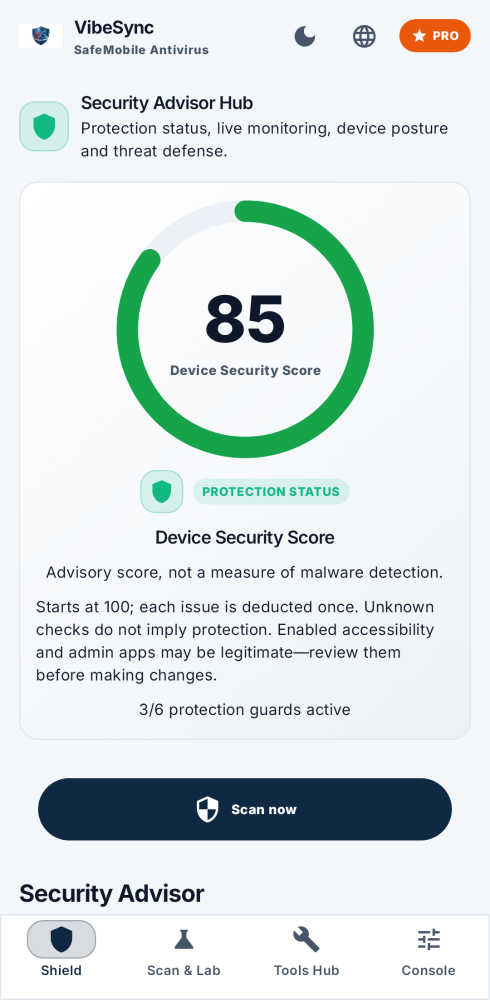 VibeSync
SafeMobile Antivirus
PRO
Security Advisor Hub
Protection status, live monitoring, device posture
and threat defense.
85
Device Security Score
PROTECTION STATUS
Device Security Score
Advisory score, not a measure of malware detection.
Starts at 100; each issue is deducted once. Unknown
checks do not imply protection. Enabled accessibility
and admin apps may be legitimate—review them
before making changes.
3/6 protection guards active
Scan now
Security Advisor
Shield
Scan & Lab
Tools Hub
Console